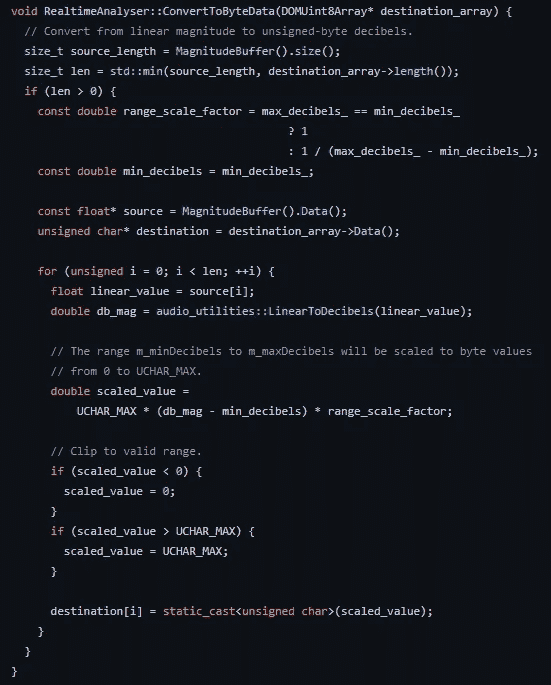 void RealtimeAnalyser::ConvertToByteData(DOMUint8Array* destination_array) {
  // Convert from linear magnitude to unsigned-byte decibels.
  size_t source_length = MagnitudeBuffer().size();
  size_t len = std::min(source_length, destination_array->length());
  if (len > 0) {
    const double range_scale_factor = max_decibels_ == min_decibels_
                                          ? 1
                                          : 1 / (max_decibels_ - min_decibels_);
    const double min_decibels = min_decibels_;

    const float* source = MagnitudeBuffer().Data();
    unsigned char* destination = destination_array->Data();

    for (unsigned i = 0; i < len; ++i) {
      float linear_value = source[i];
      double db_mag = audio_utilities::LinearToDecibels(linear_value);

      // The range m_minDecibels to m_maxDecibels will be scaled to byte values
      // from 0 to UCHAR_MAX.
      double scaled_value =
          UCHAR_MAX * (db_mag - min_decibels) * range_scale_factor;

      // Clip to valid range.
      if (scaled_value < 0) {
        scaled_value = 0;
      }
      if (scaled_value > UCHAR_MAX) {
        scaled_value = UCHAR_MAX;
      }

      destination[i] = static_cast<unsigned char>(scaled_value);
    }
  }
}